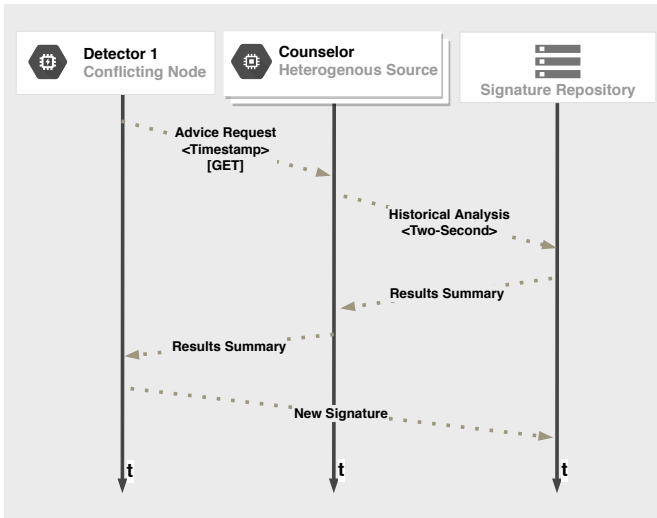 Detector 1
Conflicting Node
Counselor
Heterogenous Source
Signature Repository
Advice Request
<Timestamp>
[GET]
Historical Analysis
<Two-Second>
Results Summary
Results Summary
New Signature
t
t
t